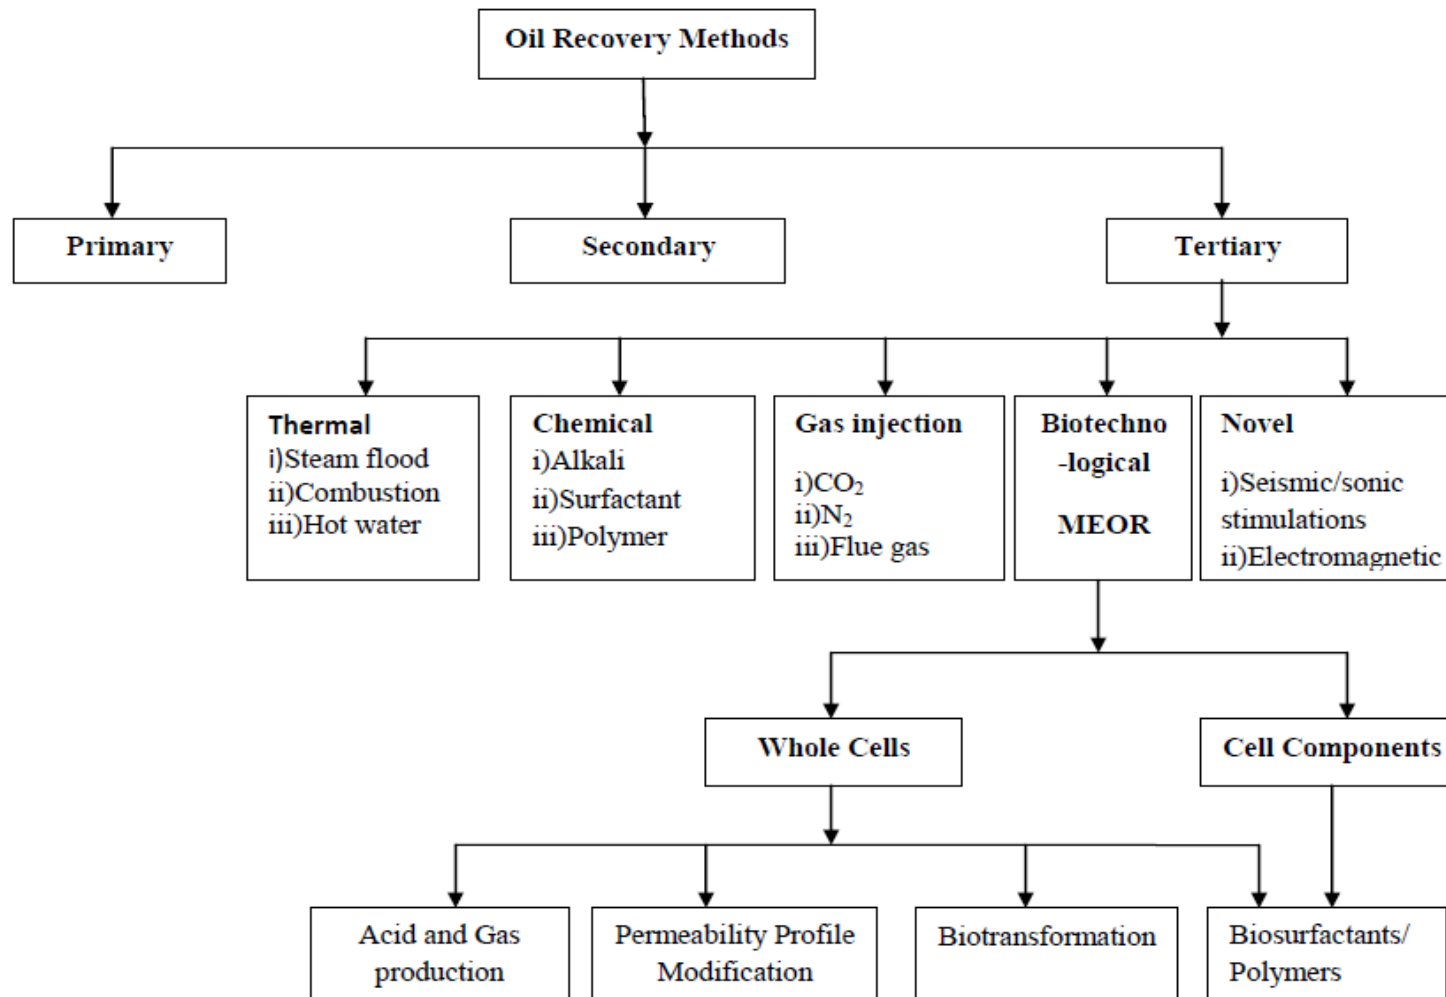 Oil Recovery Methods
Primary
Secondary
Tertiary
Thermal
i)Steam flood
ii)Combustion
iii)Hot water
Chemical
i)Alkali
ii)Surfactant
iii)Polymer
Gas injection
i)CO₂
ii)N₂
iii)Flue gas
Biotechno
-logical
MEOR
Novel
i)Seismic/sonic
stimulations
ii)Electromagnetic
Whole Cells
Cell Components
Acid and Gas
production
Permeability Profile
Modification
Biotransformation
Biosurfactants/
Polymers